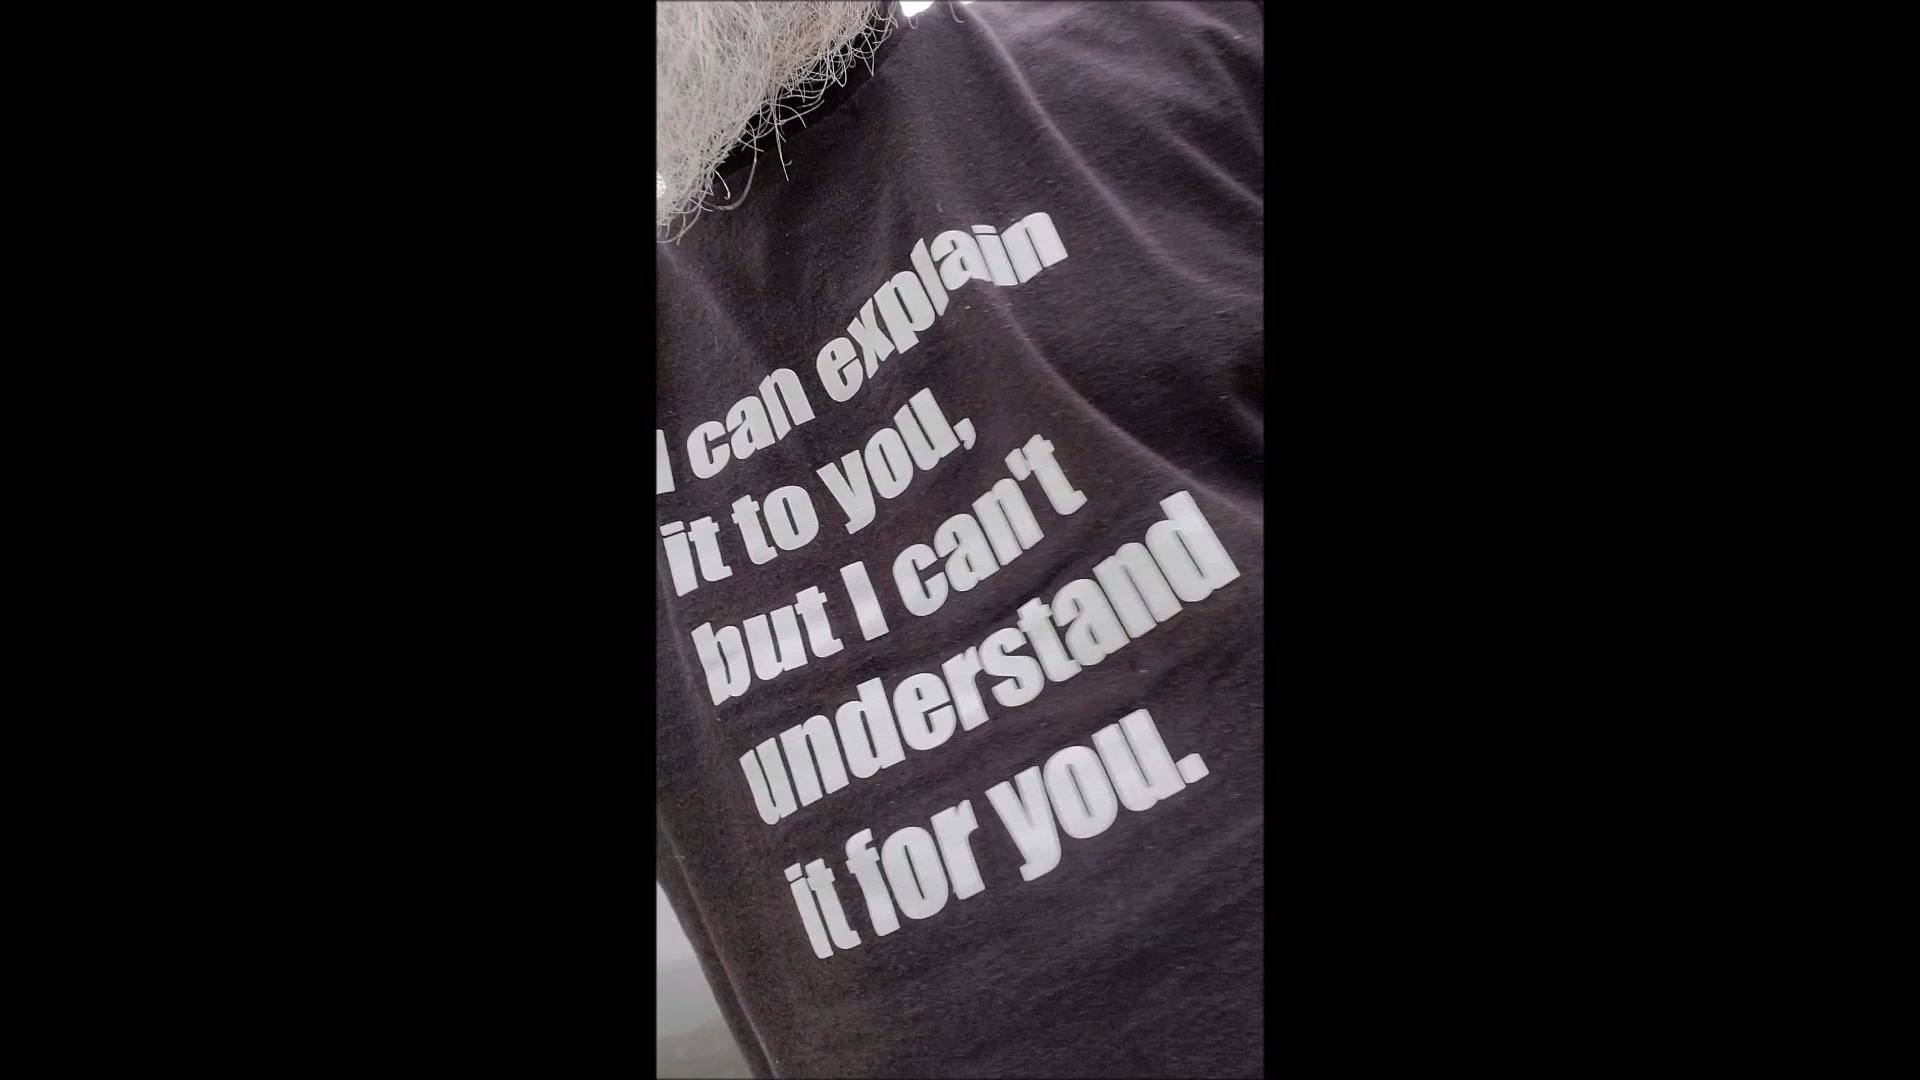 I can explain
it to you,
but I can't
understand
it for you.